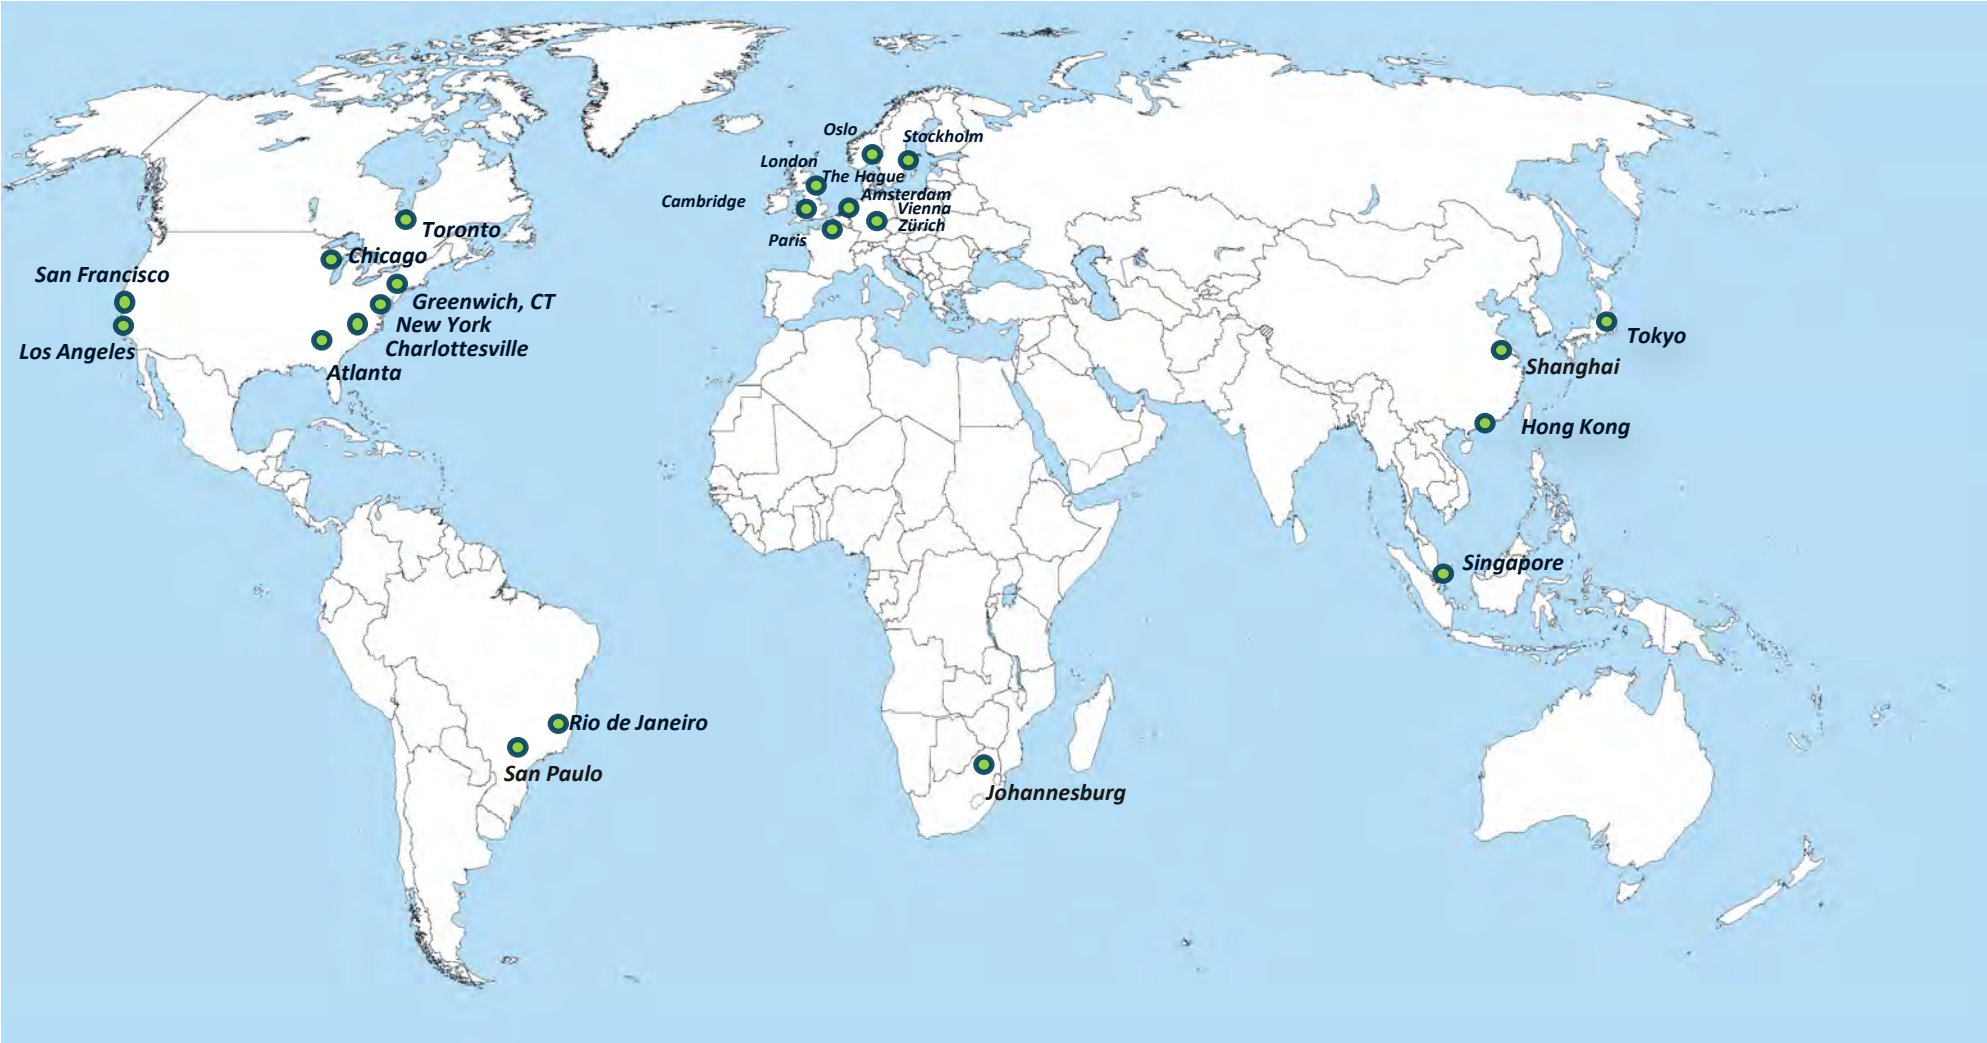 Oslo
Stockholm
London
The Hague
Amsterdam
Cambridge
Vienna
Zürich
Paris
Toronto
Chicago
San Francisco
Greenwich, CT
New York
Los Angeles
Charlottesville
Atlanta
Tokyo
Shanghai
Hong Kong
Singapore
Rio de Janeiro
San Paulo
Johannesburg